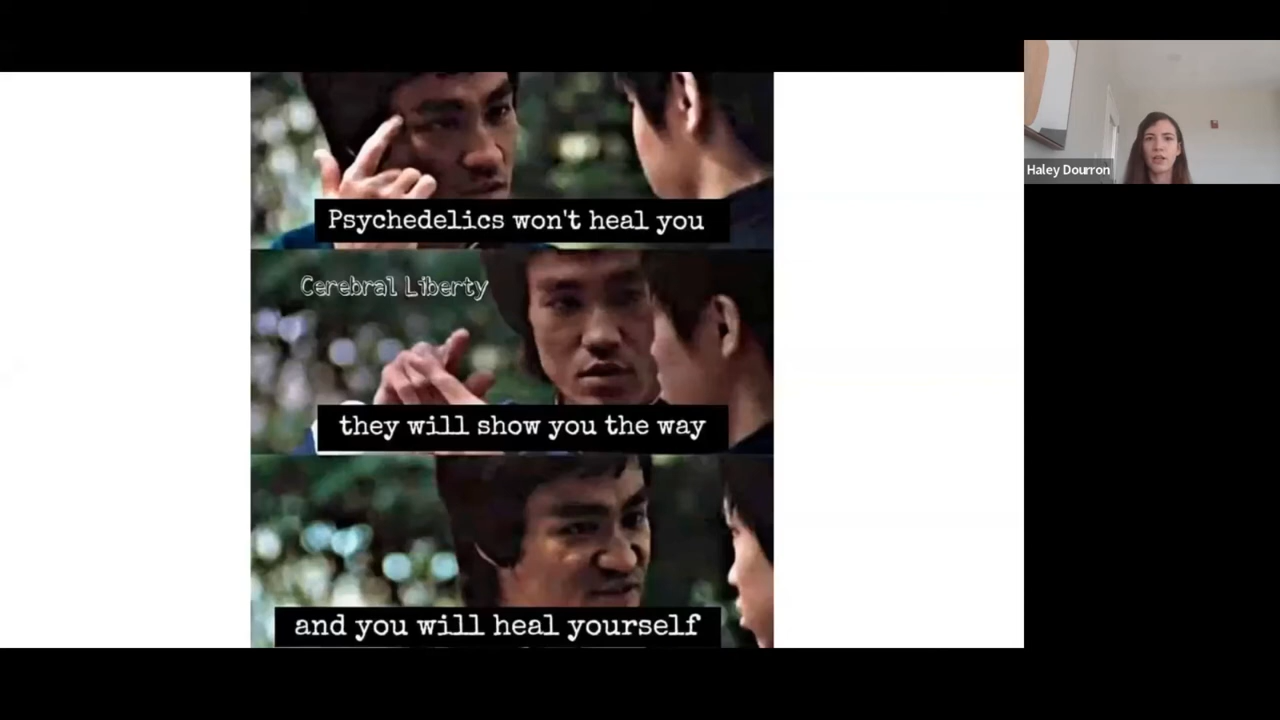 Psychedelics won't heal you
Cerebral Liberty
they will show you the way
and you will heal yourself
Haley Dourron